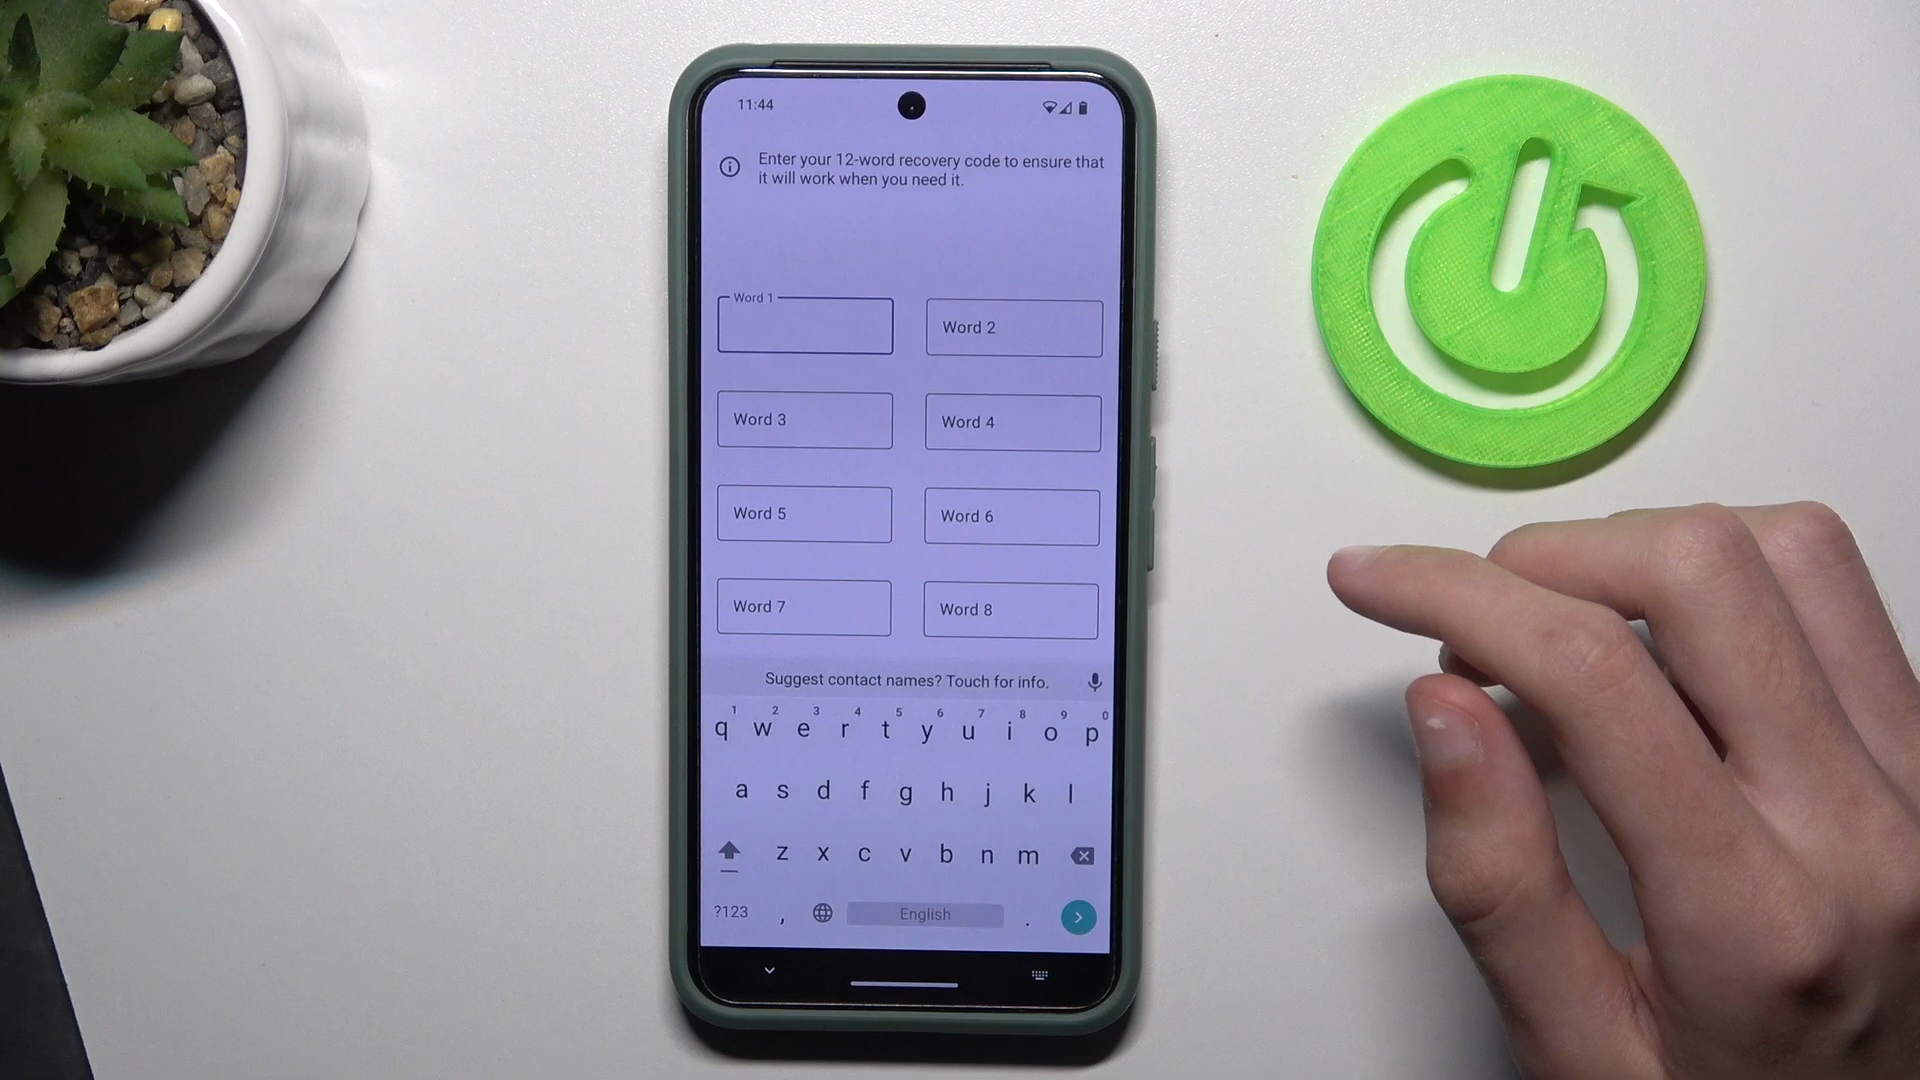 11:44
Enter your 12-word recovery code to ensure that
it will work when you need it.
Word 1
Word 2
Word 3
Word 4
Word 5
Word 6
Word 7
Word 8
Suggest contact names? Touch for info.
1 2 3 4 5 6 7 8 9 0
q w e r t y u i o p
a s d f g h j k l
z x c v b n m
?123 , English .